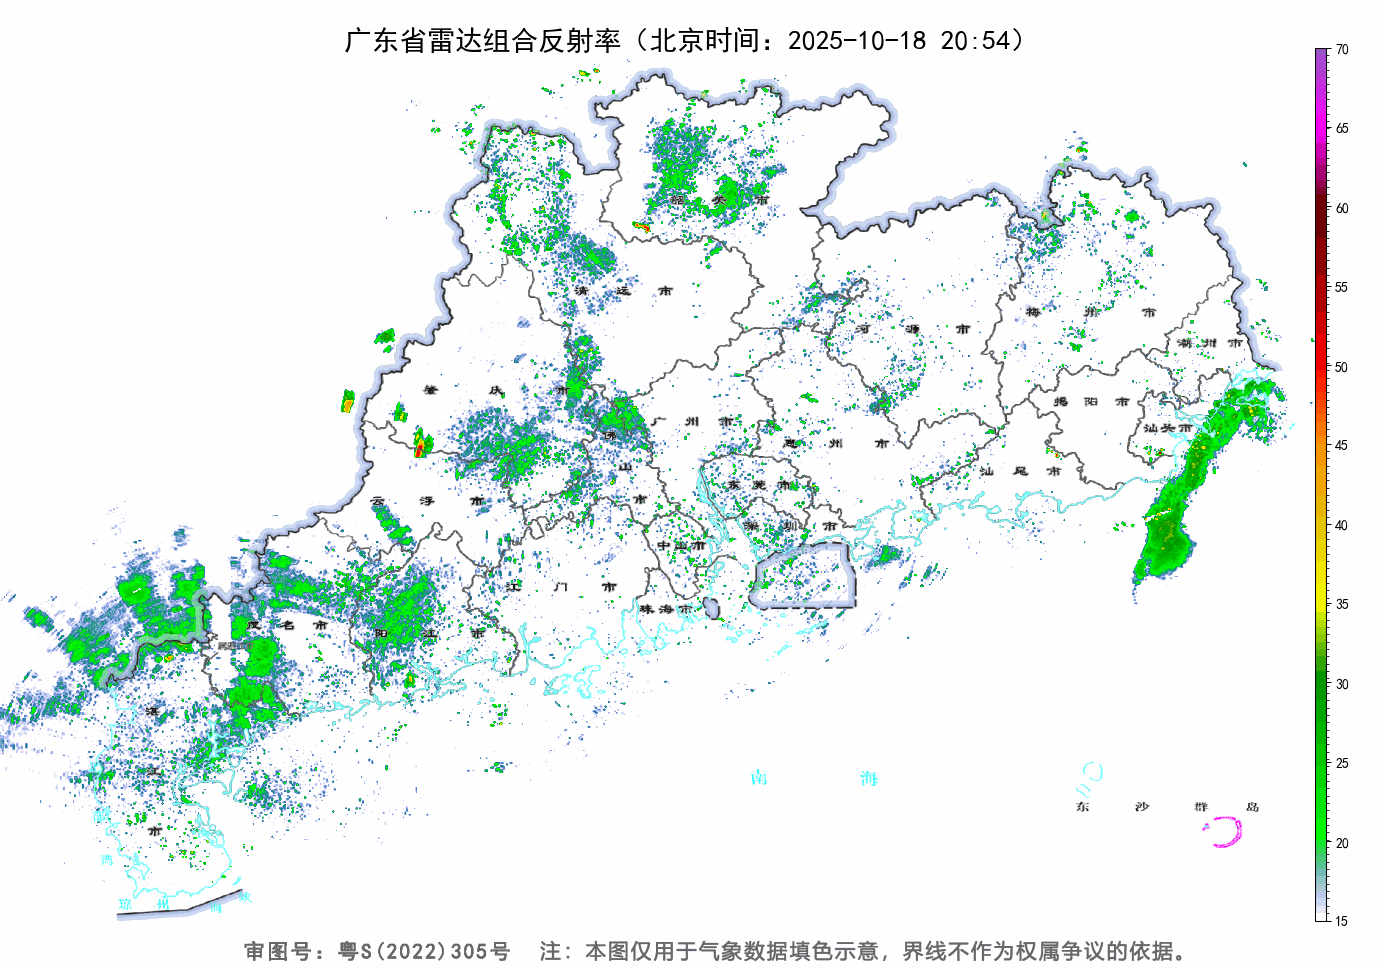 广东省雷达组合反射率（北京时间：2025-10-18 20:54）
70
65
60
55
50
45
40
35
30
25
20
15
韶 关 市
清 远 市
梅 州 市
河 源 市
潮 州 市
肇 庆 市
揭 阳 市
广 州 市
汕头市
佛 山 市
惠 州 市
汕 尾 市
东 莞 市
云 浮 市
深 圳 市
中 山 市
江 门 市
珠 海 市
茂 名 市
阳 江 市
湛 江 市
南 海
东 沙 群 岛
湾
琼 州 海 峡
审图号：粤S(2022)305号 注：本图仅用于气象数据填色示意，界线不作为权属争议的依据。